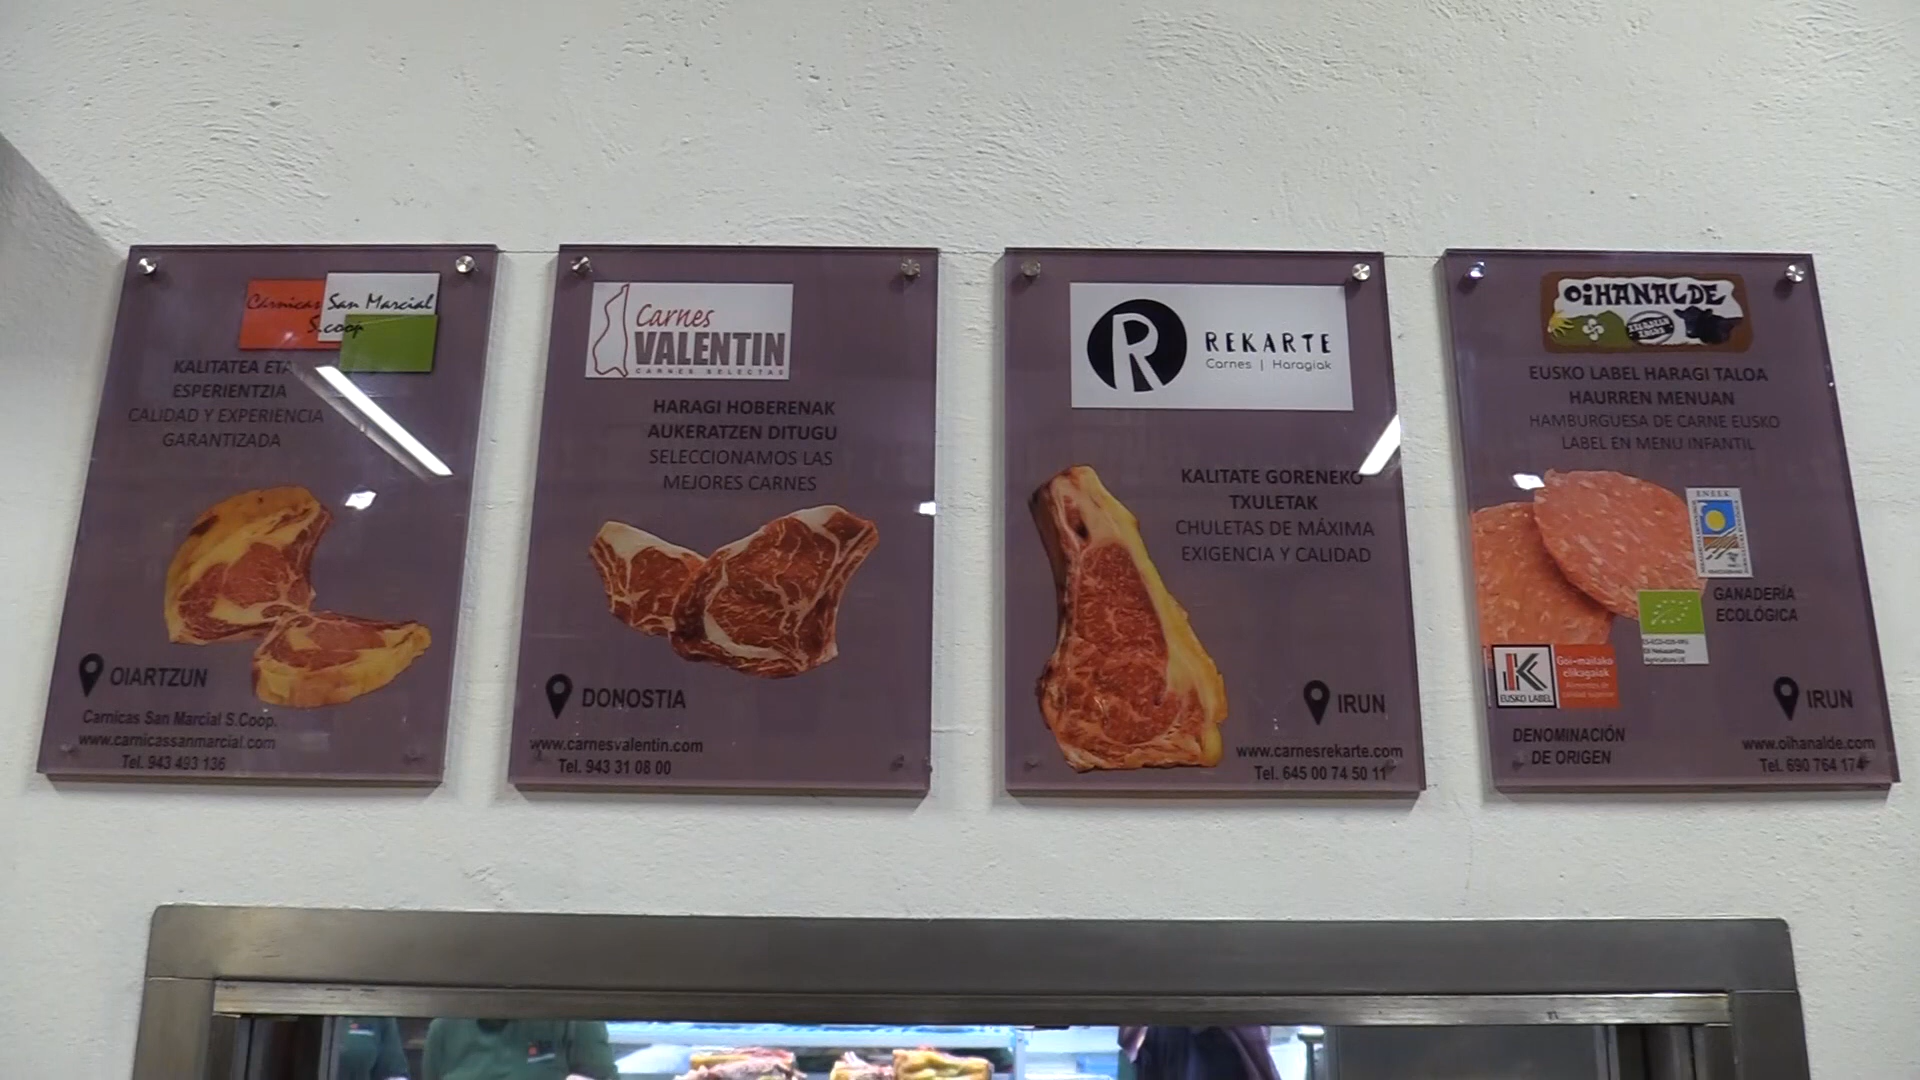 Cárnicas San Marcial
S.coop.
KALITATEA ETA
ESPERIENTZIA
CALIDAD Y EXPERIENCIA
GARANTIZADA
OIARTZUN
Carnicas San Marcial S.Coop.
www.carnicassanmarcial.com
Tel. 943 493 136
Carnes
VALENTIN
CARNES SELECTAS
HARAGI HOBERENAK
AUKERATZEN DITUGU
SELECCIONAMOS LAS
MEJORES CARNES
DONOSTIA
www.carnesvalentin.com
Tel. 943 31 08 00
R
REKARTE
Carnes | Haragiak
KALITATE GORENEKO
TXULETAK
CHULETAS DE MÁXIMA
EXIGENCIA Y CALIDAD
IRUN
www.carnesrekarte.com
Tel. 645 00 74 50 11
OIHANALDE
EUSKO LABEL HARAGI TALOA
HAURREN MENUAN
HAMBURGUESA DE CARNE EUSKO
LABEL EN MENU INFANTIL
ENEEK
GANADERÍA
ECOLÓGICA
K
EUSKO LABEL
Goi-mailako
elikagaiak
Alimentos de
calidad superior
DENOMINACIÓN
DE ORIGEN
IRUN
www.oihanalde.com
Tel. 690 764 174